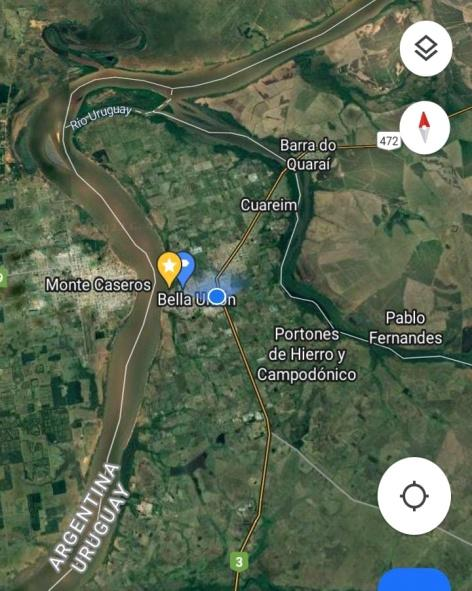 Río Uruguay
Barra do
Quaraí
472
Cuareim
Monte Caseros
Bella Un
Portones
de Hierro y
Campodónico
Pablo
Fernandes
ARGENTINA
URUGUAY
3